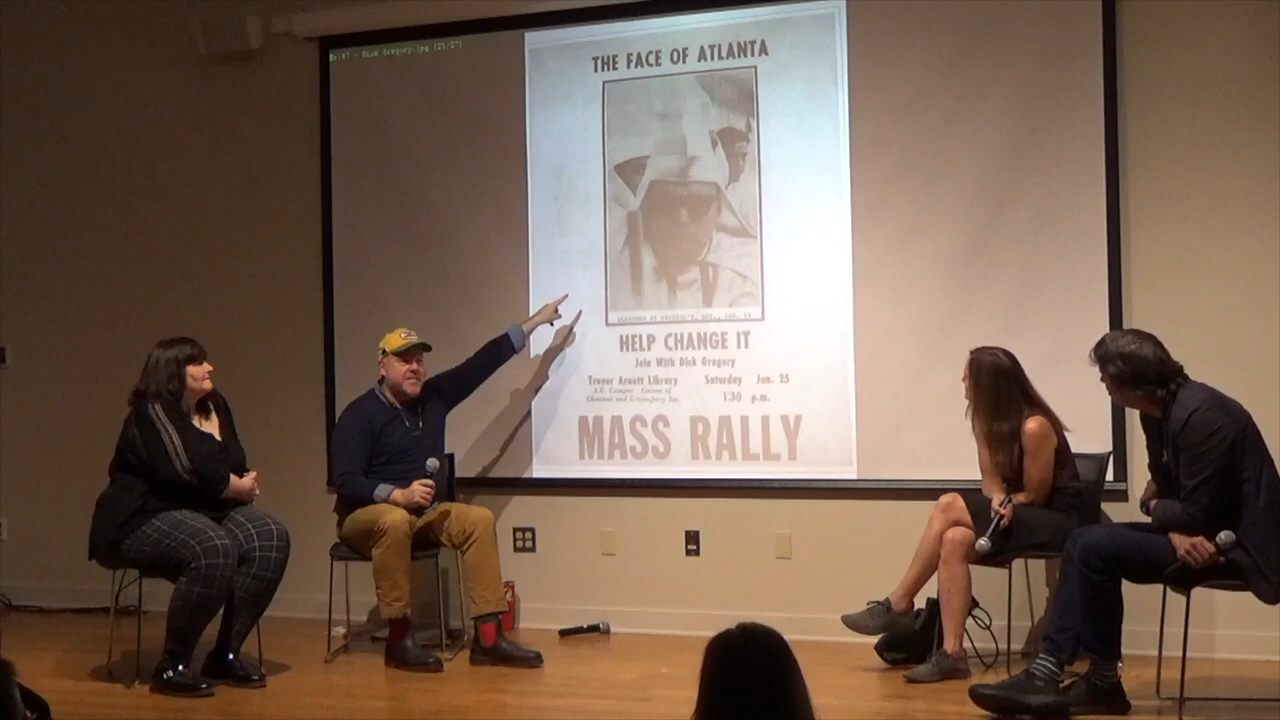 THE FACE OF ATLANTA
HELP CHANGE IT
Join With Dick Gregory
Trevor Arnett Library Saturday Jan. 25
1:30 p.m.
MASS RALLY